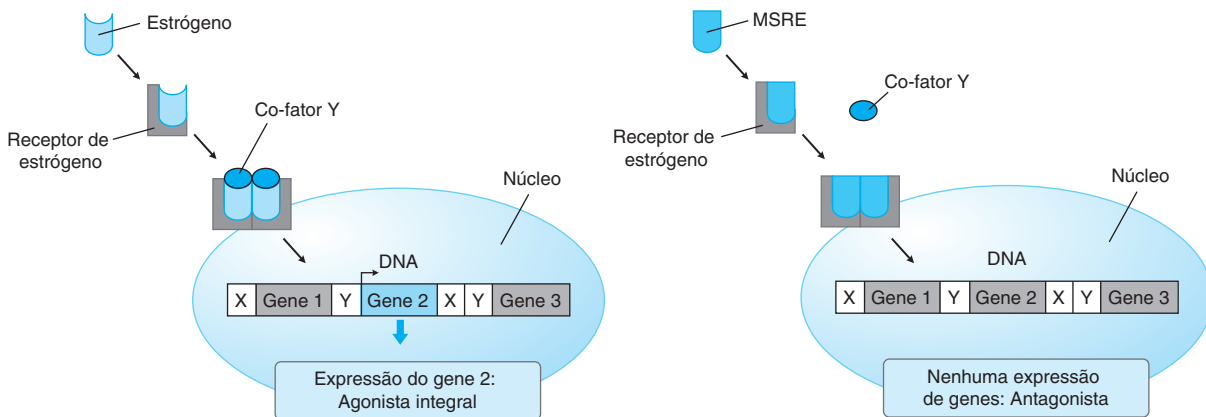 Estrógeno
Co-fator Y
Receptor de
estrógeno
Núcleo
DNA
X Gene 1 Y Gene 2 X Y Gene 3
Expressão do gene 2:
Agonista integral
MSRE
Co-fator Y
Receptor de
estrógeno
Núcleo
DNA
X Gene 1 Y Gene 2 X Y Gene 3
Nenhuma expressão
de genes: Antagonista